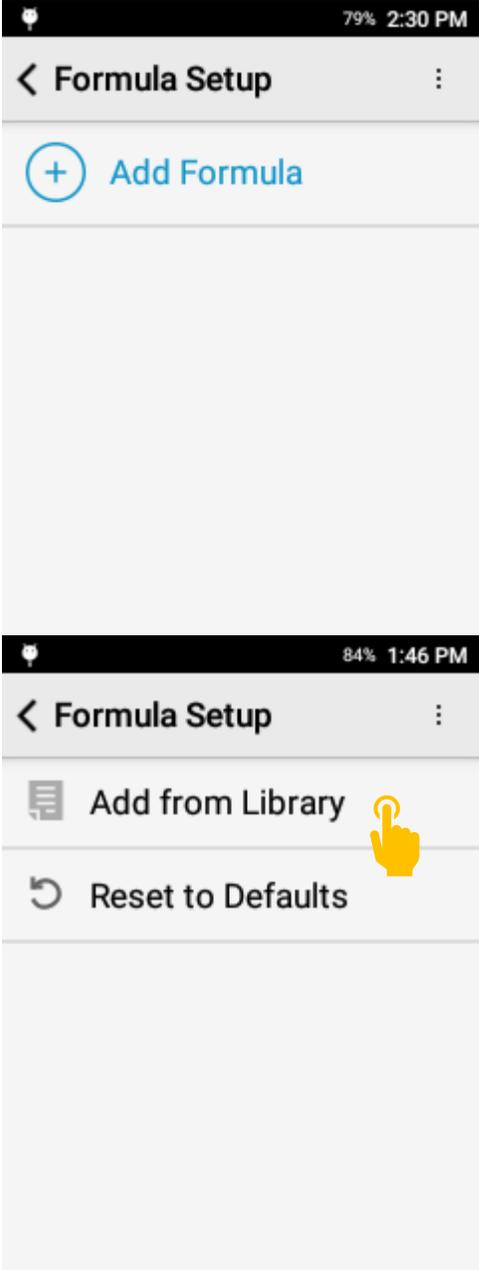 79% 2:30 PM
Formula Setup
Add Formula
84% 1:46 PM
Formula Setup
Add from Library
Reset to Defaults